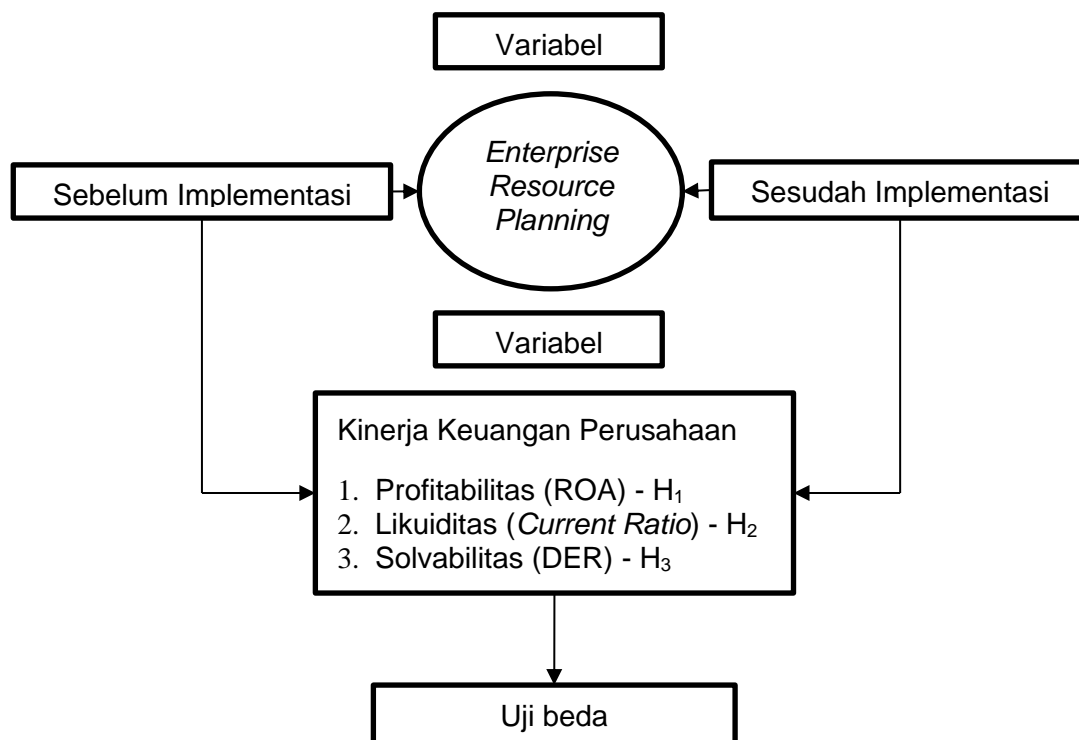 Variabel
Enterprise
Resource
Planning
Sebelum Implementasi
Sesudah Implementasi
Variabel
Kinerja Keuangan Perusahaan
1. Profitabilitas (ROA) - H₁
2. Likuiditas (Current Ratio) - H₂
3. Solvabilitas (DER) - H₃
Uji beda